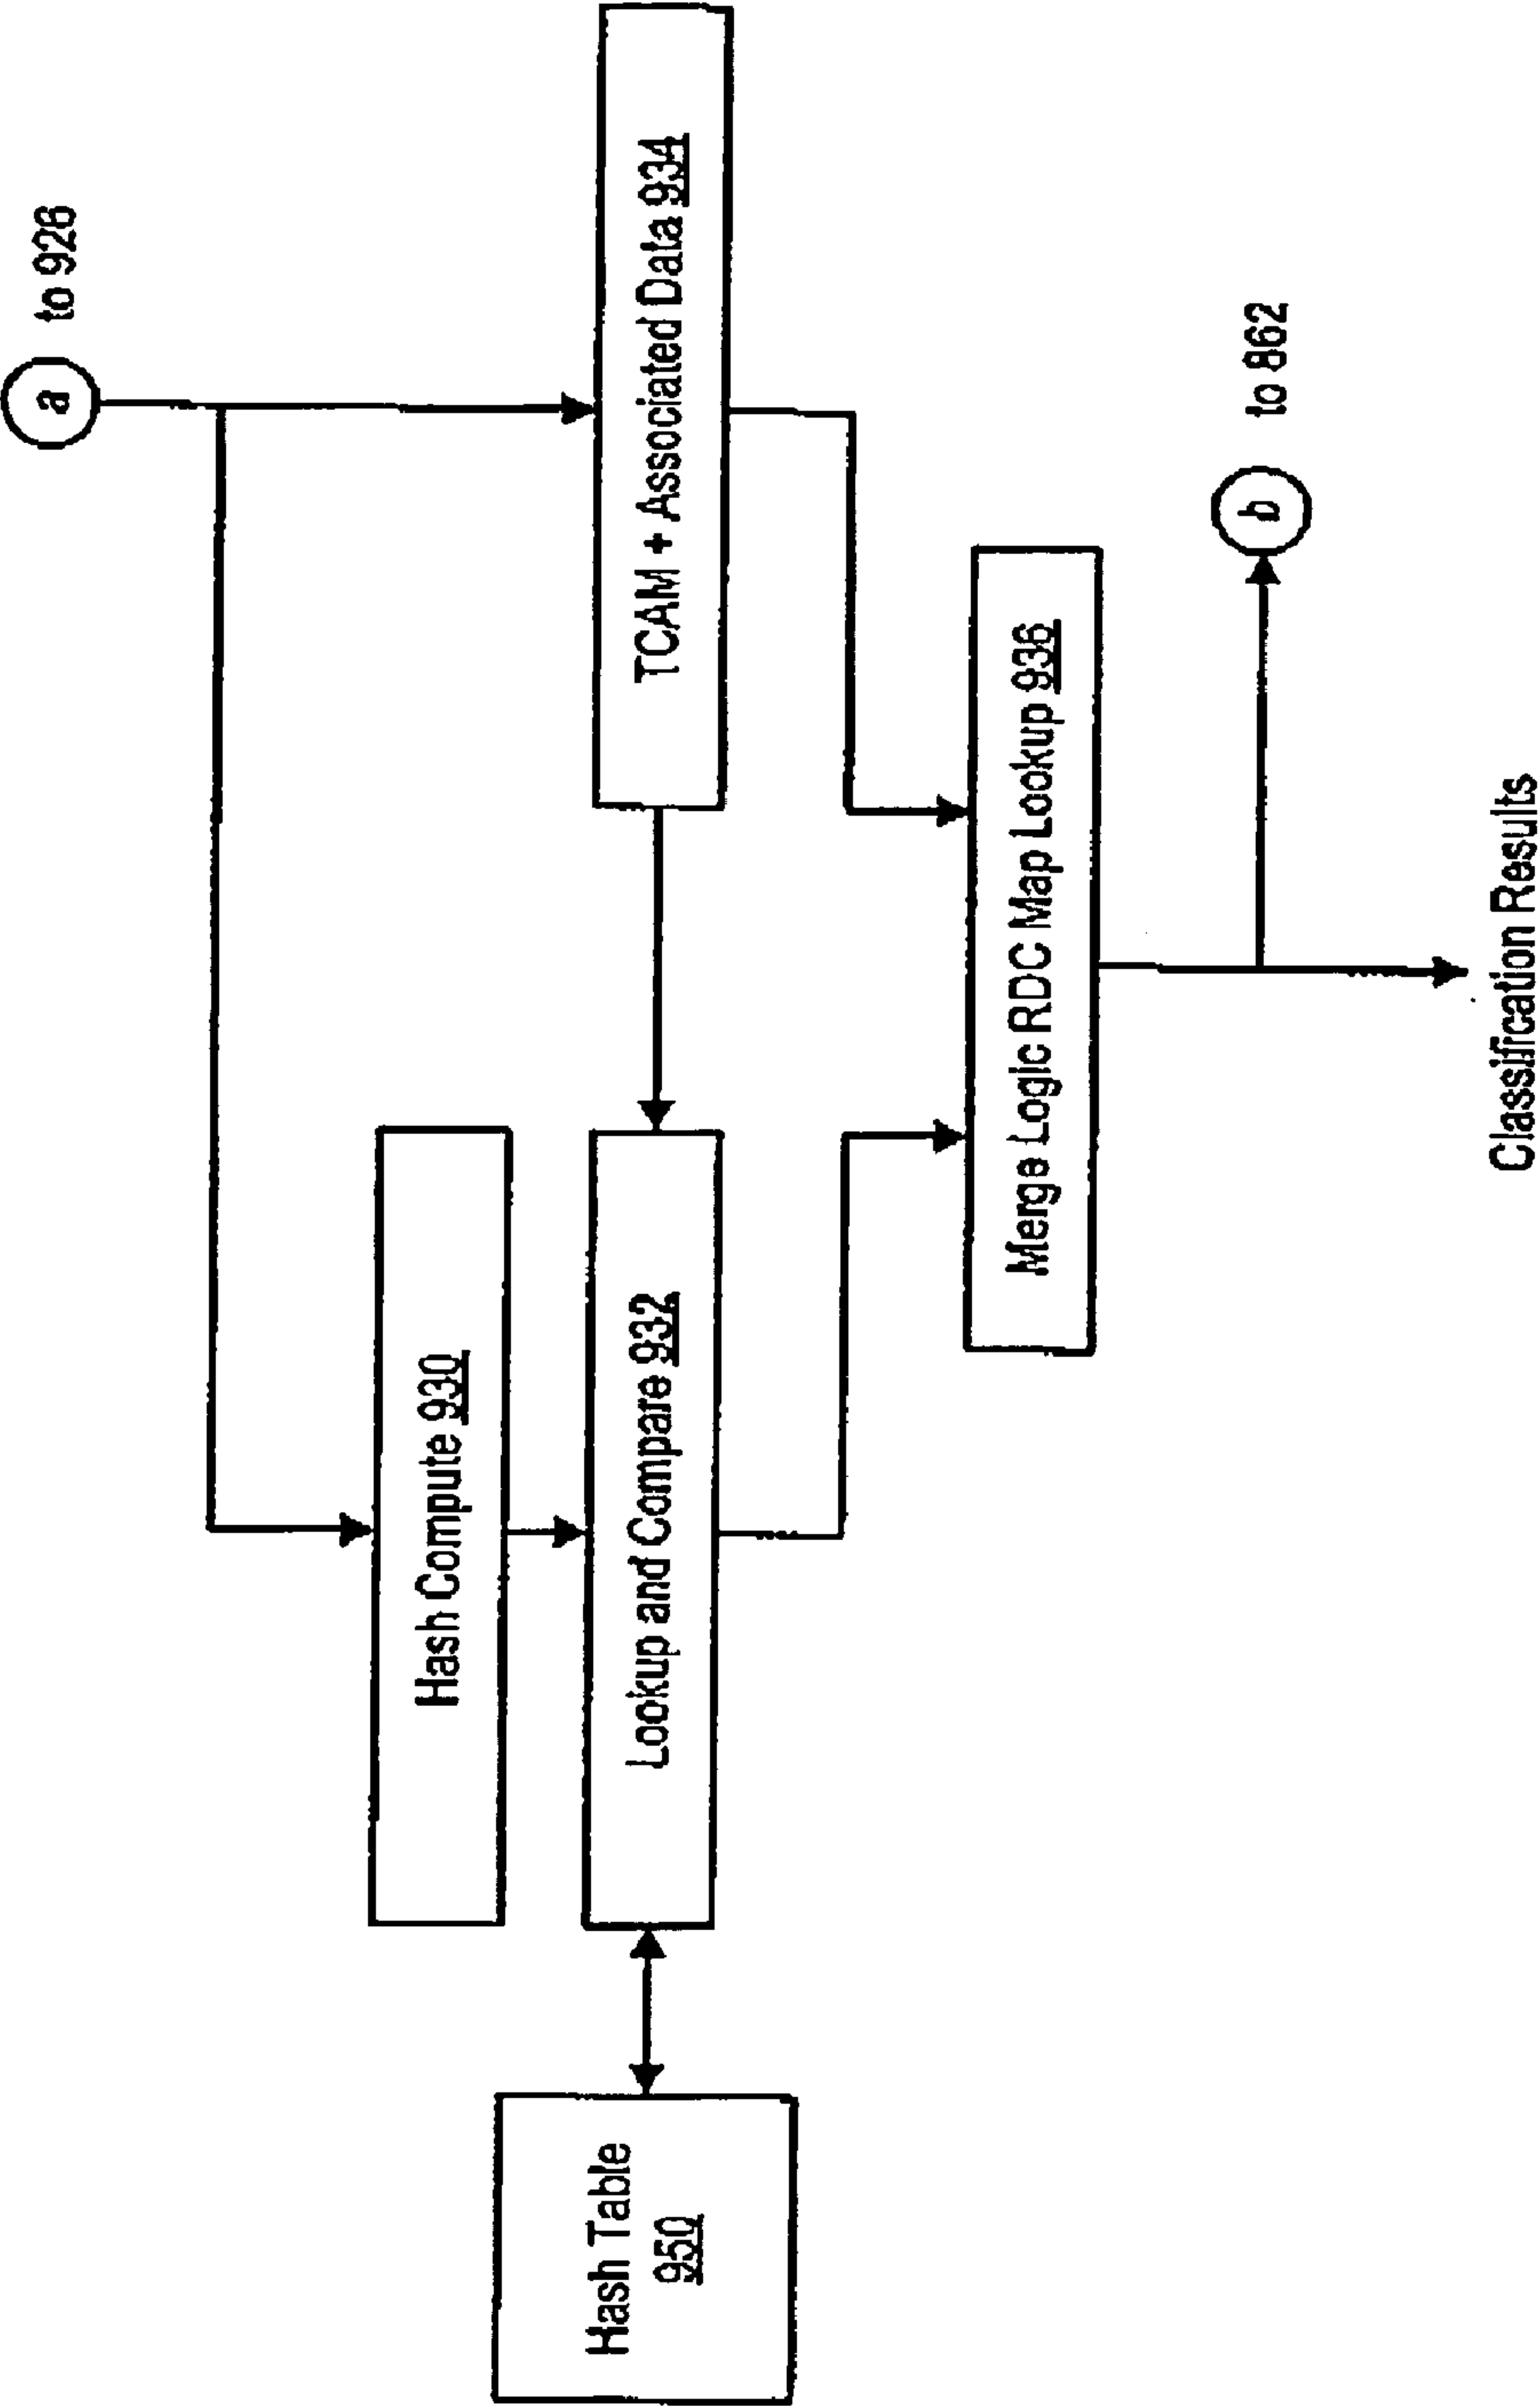 a
to 926
Hash Compute 930
Hash Table
950
Lookup and Compare 932
TCAM + Associated Data 934
Merge Logic RDC Map Lookup 936
b
to 862
Classification Results